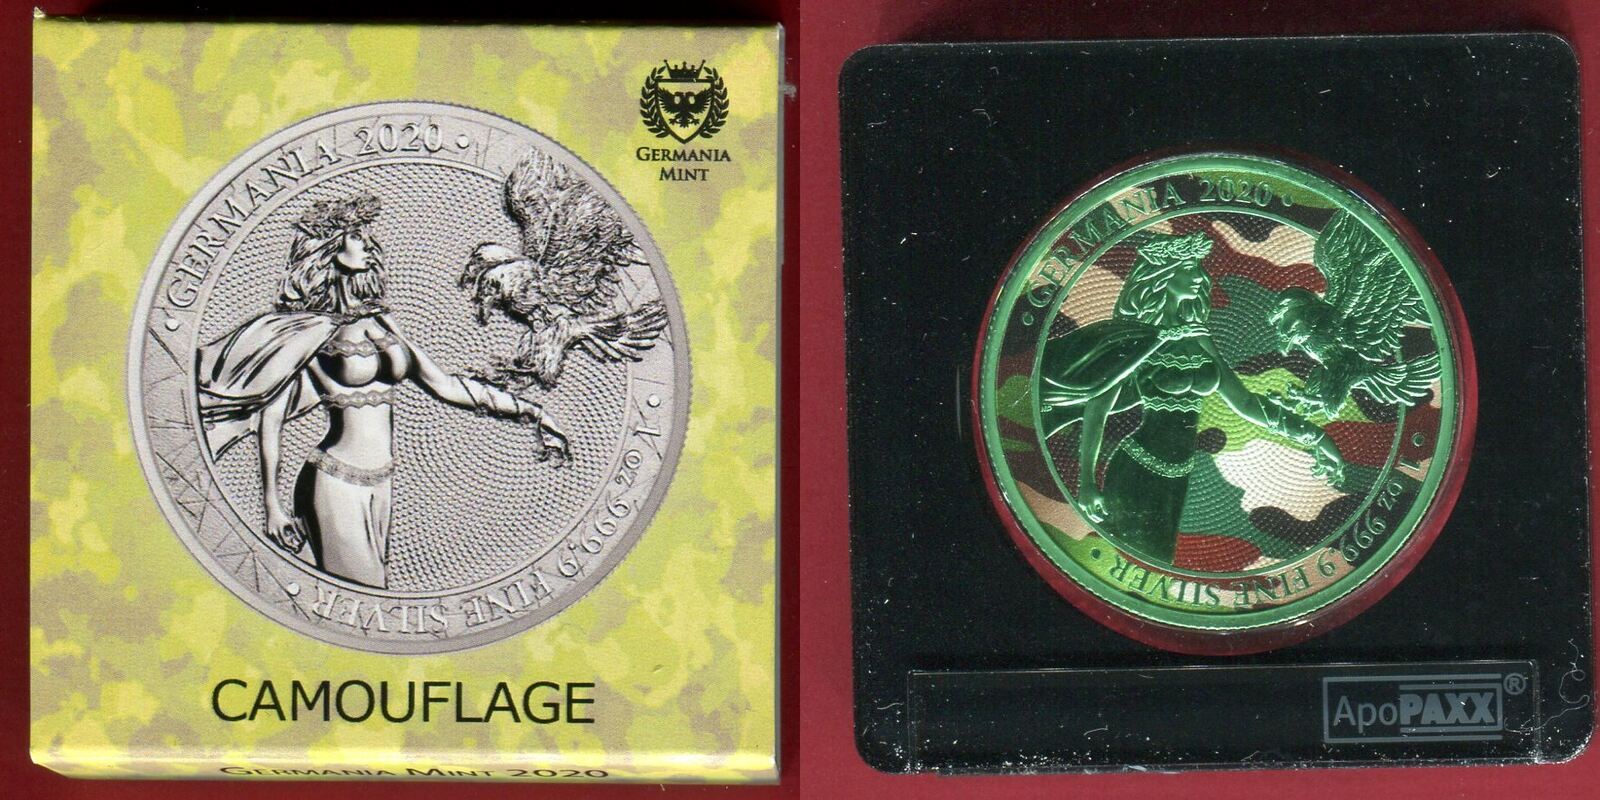 GERMANIA MINT
GERMANIA 2020 • 1 OZ 999,9 FINE SILVER •
CAMOUFLAGE
GERMANIA MINT 2020
GERMANIA 2020 • 1 OZ 999,9 FINE SILVER •
ApoPAXX®